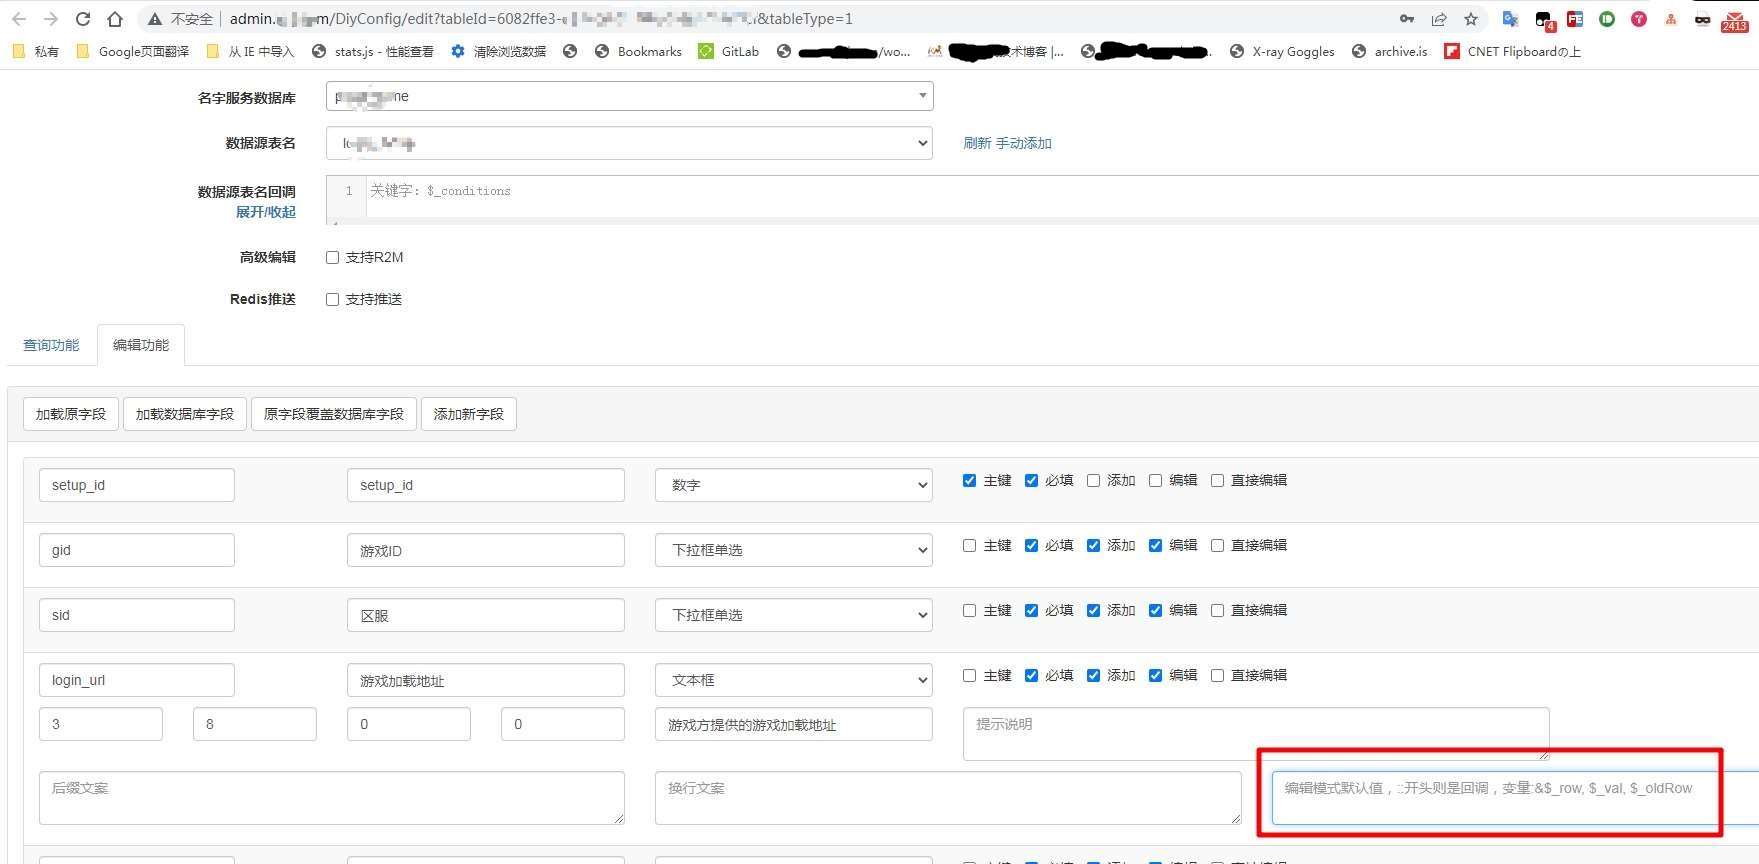 不安全 admin. m/DiyConfig/edit?tableId=6082ffe3- &tableType=1
4 2413
私有 Google页面翻译 从 IE 中导入 stats.js - 性能查看 清除浏览数据 Bookmarks GitLab /wo... 技术博客 |... X-ray Goggles archive.is CNET Flipboardの上
名字服务数据库 me
数据源表名 刷新 手动添加
数据源表名回调 1 关键字: $_conditions
展开/收起
高级编辑 支持R2M
Redis推送 支持推送
查询功能 编辑功能
加载原字段 加载数据库字段 原字段覆盖数据库字段 添加新字段
setup_id setup_id 数字 主键 必填 添加 编辑 直接编辑
gid 游戏ID 下拉框单选 主键 必填 添加 编辑 直接编辑
sid 区服 下拉框单选 主键 必填 添加 编辑 直接编辑
login_url 游戏加载地址 文本框 主键 必填 添加 编辑 直接编辑
3 8 0 0 游戏方提供的游戏加载地址 提示说明
后缀文案 换行文案 编辑模式默认值，::开头则是回调，变量:&$_row, $_val, $_oldRow